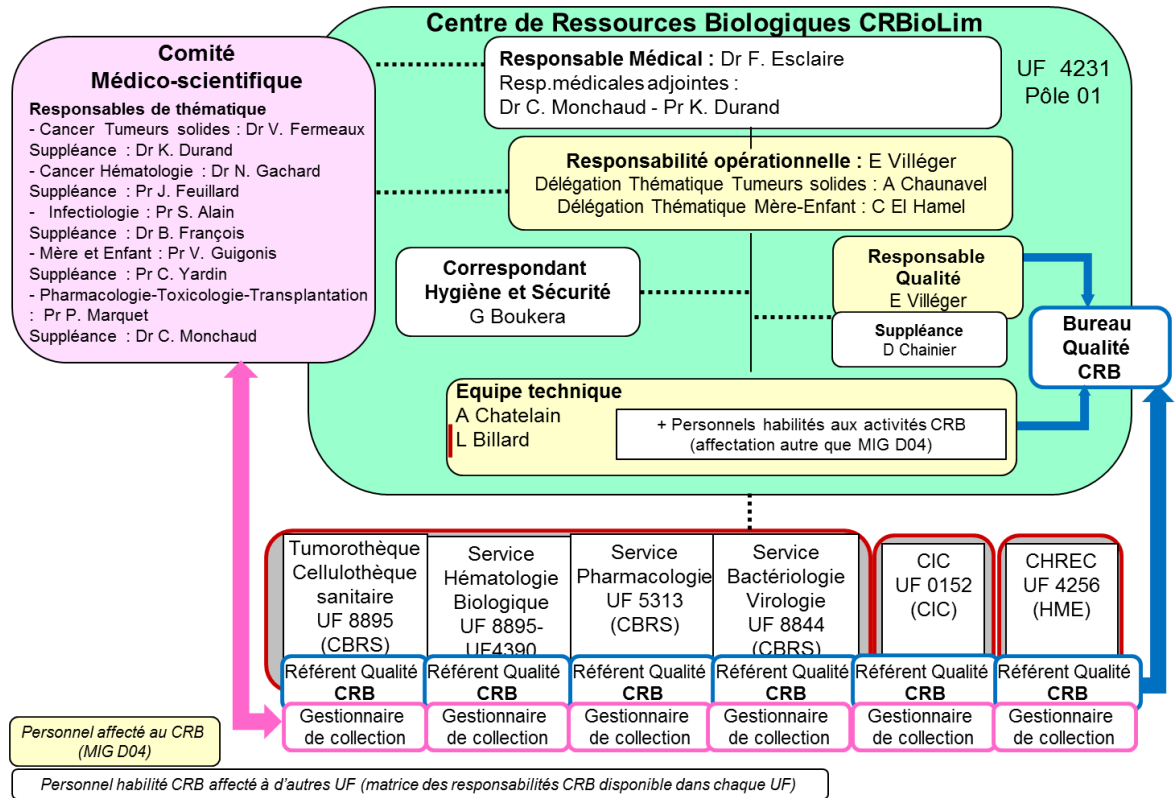 Centre de Ressources Biologiques CRBioLim
Comité
Médico-scientifique
Responsables de thématique
- Cancer Tumeurs solides : Dr V. Fermeaux
Suppléance : Dr K. Durand
- Cancer Hématologie : Dr N. Gachard
Suppléance : Pr J. Feuillard
- Infectiologie : Pr S. Alain
Suppléance : Dr B. François
- Mère et Enfant : Pr V. Guigonis
Suppléance : Pr C. Yardin
- Pharmacologie-Toxicologie-Transplantation
: Pr P. Marquet
Suppléance : Dr C. Monchaud
Responsable Médical : Dr F. Esclaire
Resp.médicales adjointes :
Dr C. Monchaud - Pr K. Durand
UF 4231
Pôle 01
Responsabilité opérationnelle : E Villéger
Délégation Thématique Tumeurs solides : A Chaunavel
Délégation Thématique Mère-Enfant : C El Hamel
Correspondant
Hygiène et Sécurité
G Boukera
Responsable
Qualité
E Villéger
Suppléance
D Chainier
Bureau
Qualité
CRB
Equipe technique
A Chatelain
L Billard
+ Personnels habilités aux activités CRB
(affectation autre que MIG D04)
Tumorothèque
Cellulothèque
sanitaire
UF 8895
(CBRS)
Service
Hématologie
Biologique
UF 8895-
UF4390
Service
Pharmacologie
UF 5313
(CBRS)
Service
Bactériologie
Virologie
UF 8844
(CBRS)
CIC
UF 0152
(CIC)
CHREC
UF 4256
(HME)
Référent Qualité
CRB
Référent Qualité
CRB
Référent Qualité
CRB
Référent Qualité
CRB
Référent Qualité
CRB
Référent Qualité
CRB
Gestionnaire
de collection
Gestionnaire
de collection
Gestionnaire
de collection
Gestionnaire
de collection
Gestionnaire
de collection
Gestionnaire
de collection
Personnel affecté au CRB
(MIG D04)
Personnel habilité CRB affecté à d'autres UF (matrice des responsabilités CRB disponible dans chaque UF)